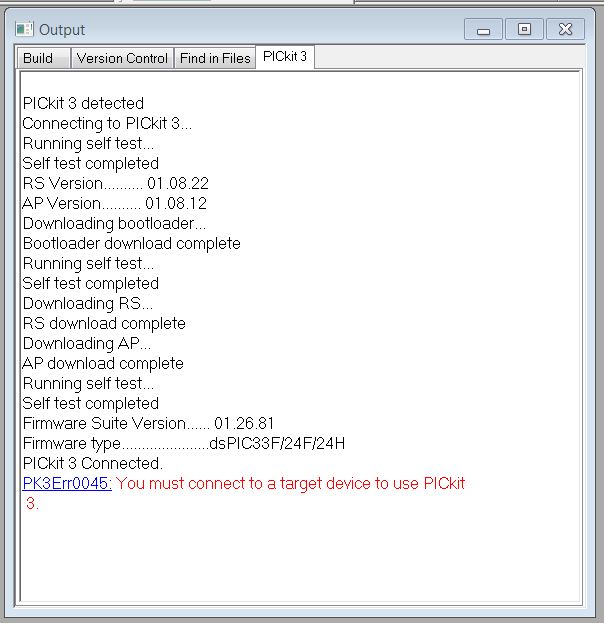 Output
Build Version Control Find in Files PICkit 3
PICkit 3 detected
Connecting to PICkit 3...
Running self test...
Self test completed
RS Version.......... 01.08.22
AP Version.......... 01.08.12
Downloading bootloader...
Bootloader download complete
Running self test...
Self test completed
Downloading RS...
RS download complete
Downloading AP...
AP download complete
Running self test...
Self test completed
Firmware Suite Version...... 01.26.81
Firmware type......................dsPIC33F/24F/24H
PICkit 3 Connected.
PK3Err0045: You must connect to a target device to use PICkit
3.